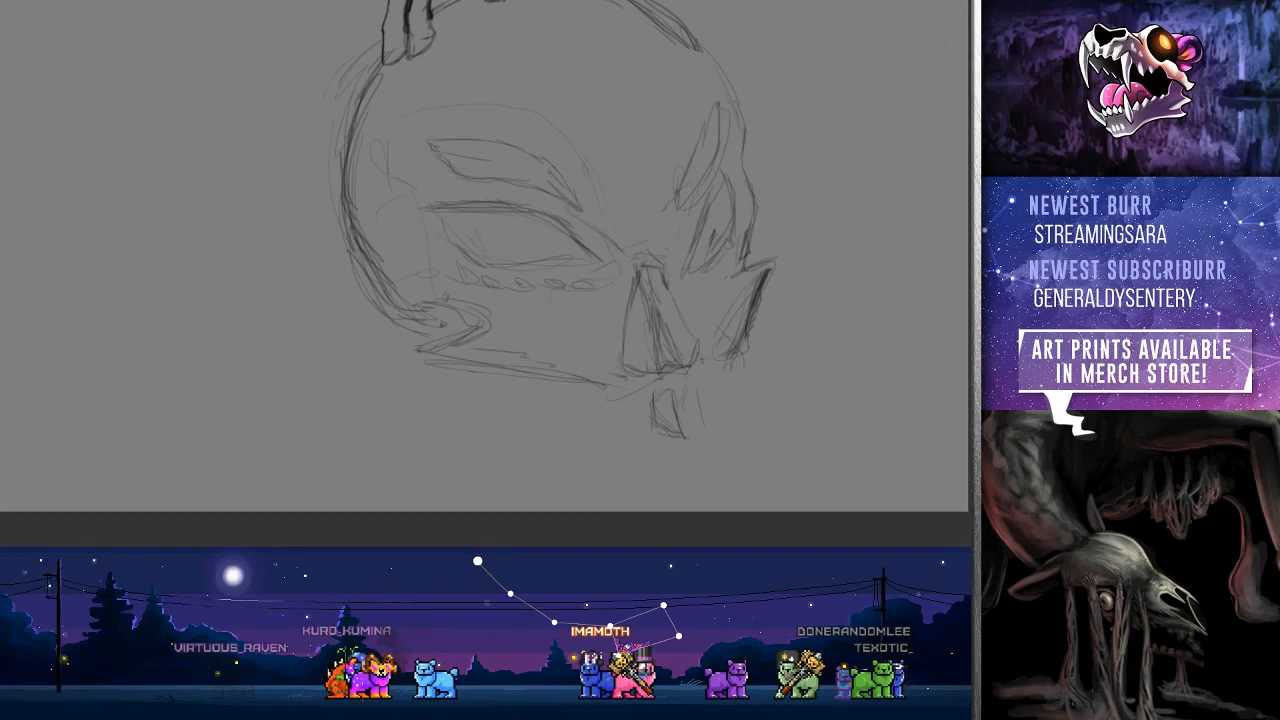 NEWEST BURR
STREAMINGSARA
NEWEST SUBSCRIBURR
GENERALDYSENTERY
ART PRINTS AVAILABLE
IN MERCH STORE!
KURO_KUMINA
VIRTUOUS_RAVEN
IMAMOTH
DONERANDOMLEE
TEXOTIC_